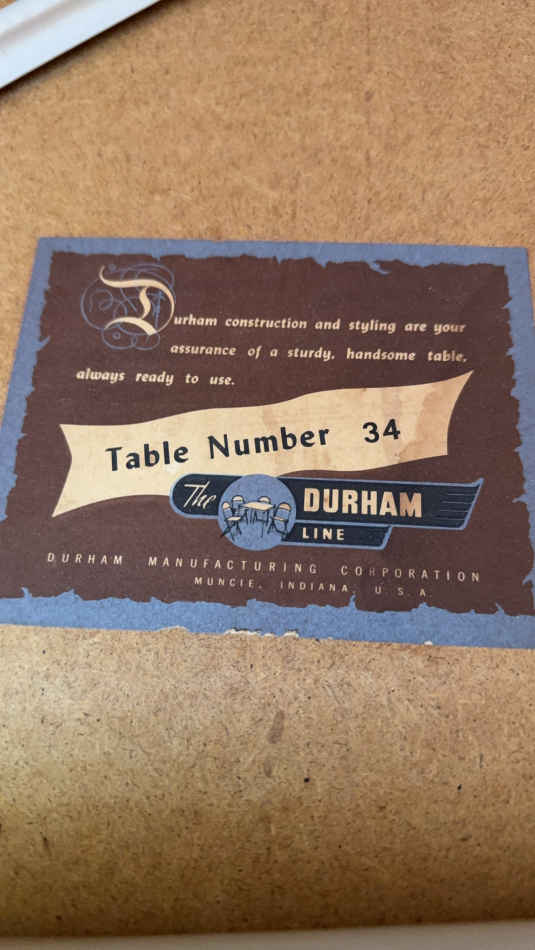 Durham construction and styling are your
assurance of a sturdy, handsome table,
always ready to use.
Table Number 34
The DURHAM
LINE
DURHAM MANUFACTURING CORPORATION
MUNCIE, INDIANA, U.S.A.